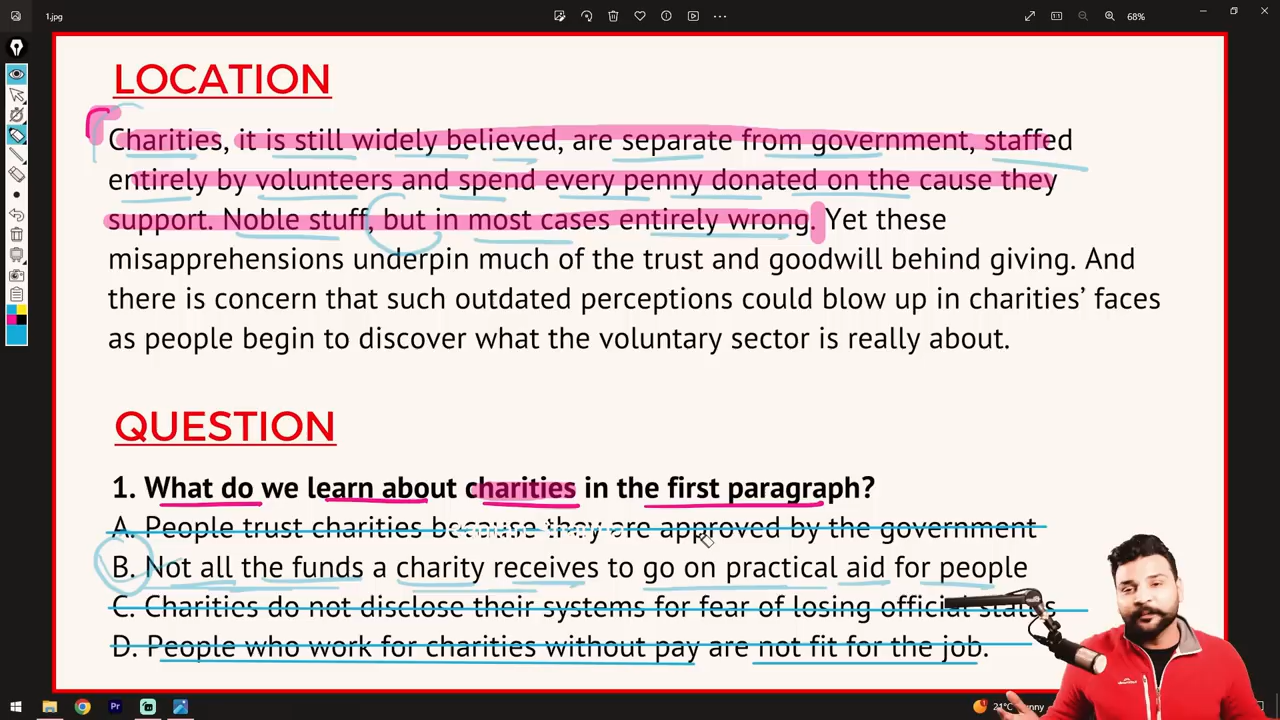 1.jpg
68%
LOCATION
Charities, it is still widely believed, are separate from government, staffed
entirely by volunteers and spend every penny donated on the cause they
support. Noble stuff, but in most cases entirely wrong. Yet these
misapprehensions underpin much of the trust and goodwill behind giving. And
there is concern that such outdated perceptions could blow up in charities’ faces
as people begin to discover what the voluntary sector is really about.
QUESTION
1. What do we learn about charities in the first paragraph?
A. People trust charities because they are approved by the government
B. Not all the funds a charity receives to go on practical aid for people
C. Charities do not disclose their systems for fear of losing official status
D. People who work for charities without pay are not fit for the job.
Pr
21°C